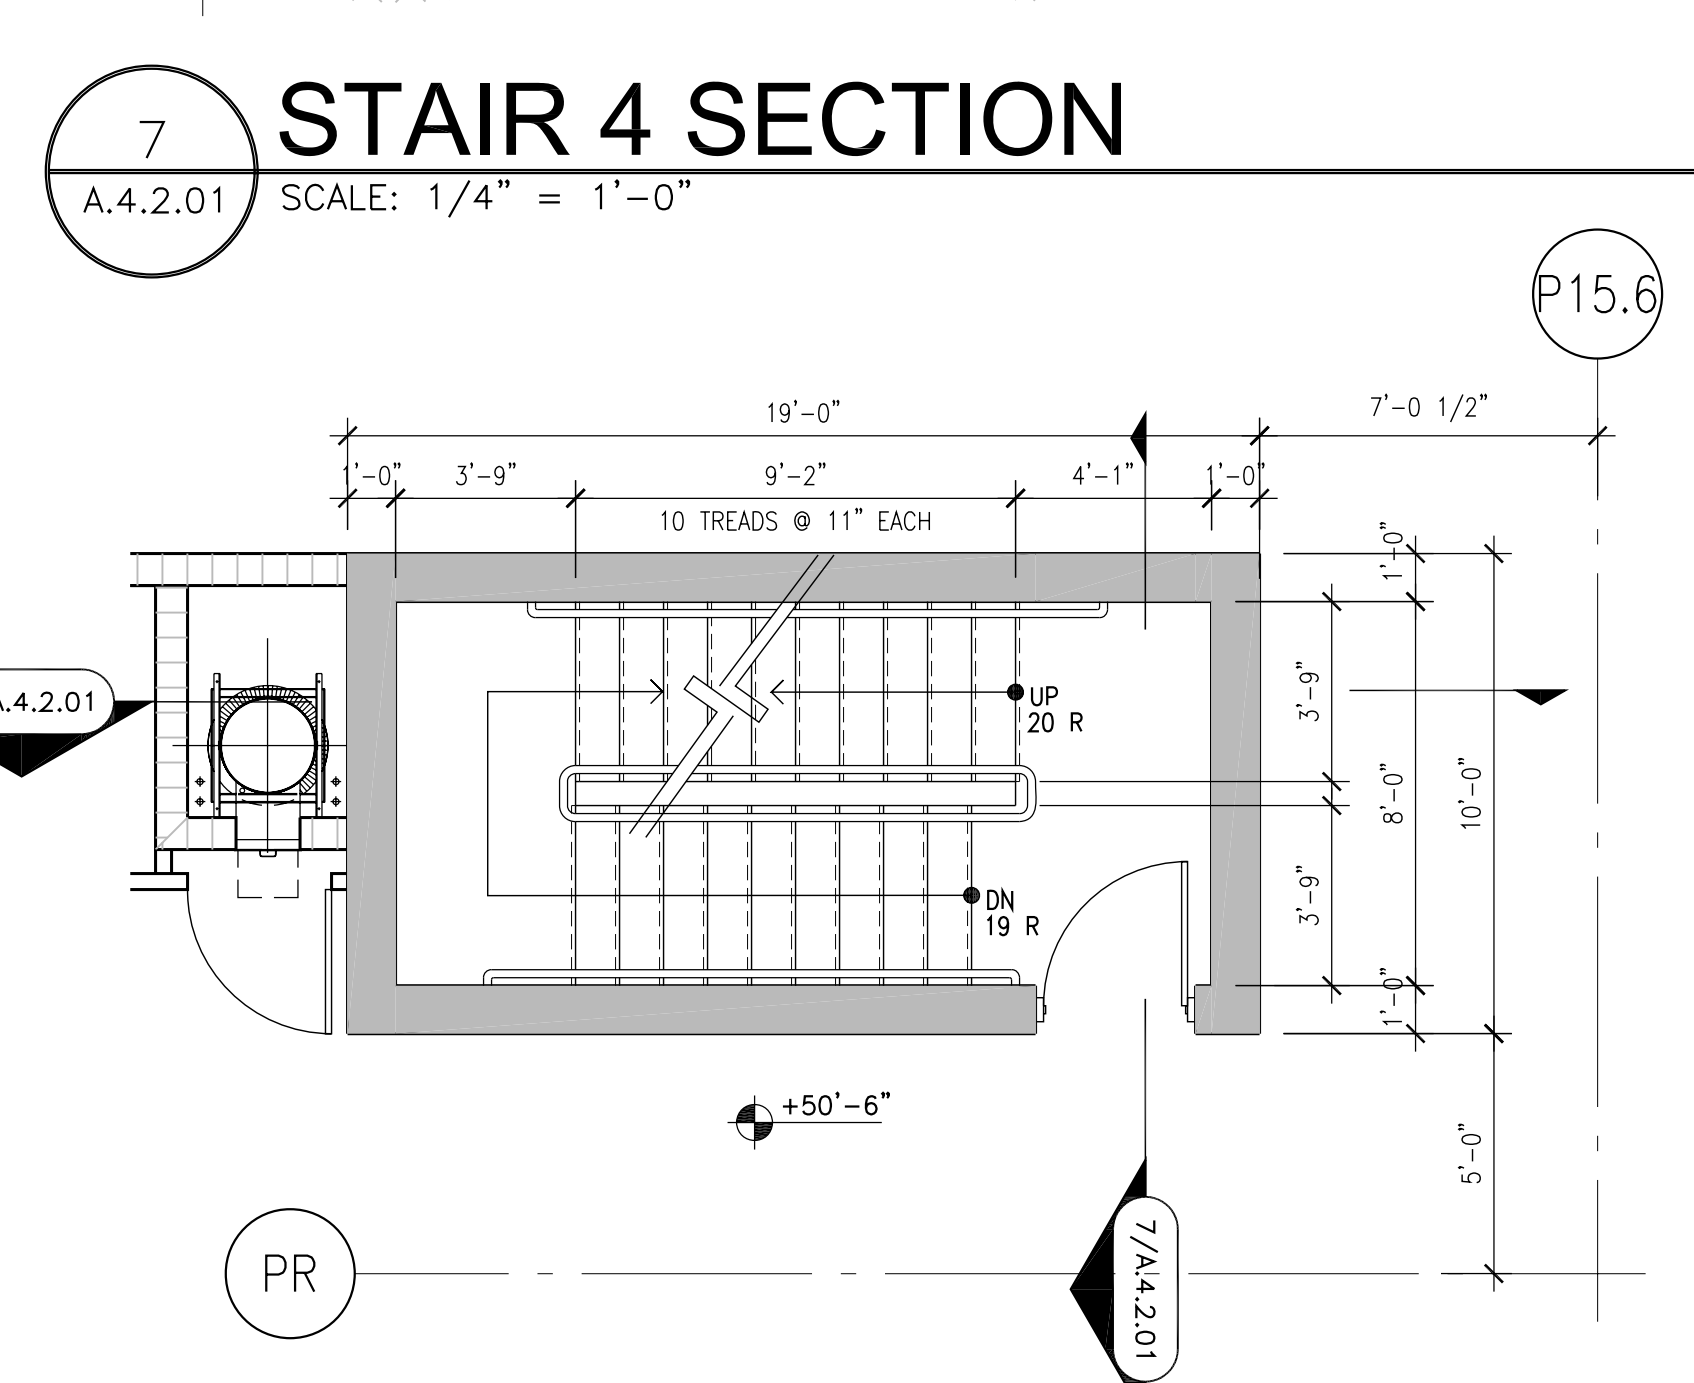 7
STAIR 4 SECTION
A.4.2.01
SCALE: 1/4" = 1'-0"
P15.6
19'-0"
7'-0 1/2"
1'-0"
3'-9"
9'-2"
4'-1"
1'-0"
10 TREADS @ 11" EACH
1'-0"
3'-9"
8'-0"
10'-0"
3'-9"
1'-0"
5'-0"
A.4.2.01
UP
20 R
DN
19 R
+50'-6"
PR
7/A.4.2.01